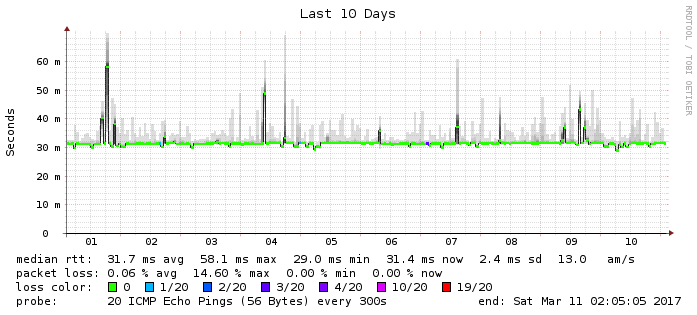 Last 10 Days
RRDTOOL / TOBI OETIKER
Seconds
60 m
50 m
40 m
30 m
20 m
10 m
0
01 02 03 04 05 06 07 08 09 10
median rtt: 31.7 ms avg 58.1 ms max 29.0 ms min 31.4 ms now 2.4 ms sd 13.0 am/s
packet loss: 0.06 % avg 14.60 % max 0.00 % min 0.00 % now
loss color: 0 1/20 2/20 3/20 4/20 10/20 19/20
probe: 20 ICMP Echo Pings (56 Bytes) every 300s end: Sat Mar 11 02:05:05 2017